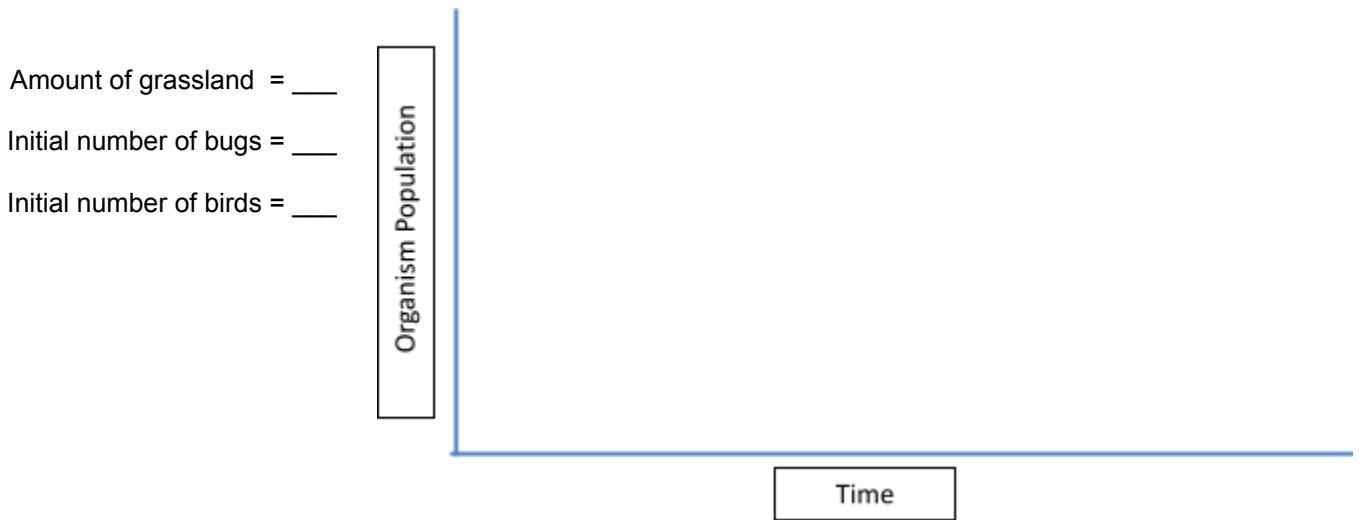 Amount of grassland = ___
Initial number of bugs = ___
Initial number of birds = ___
Organism Population
Time